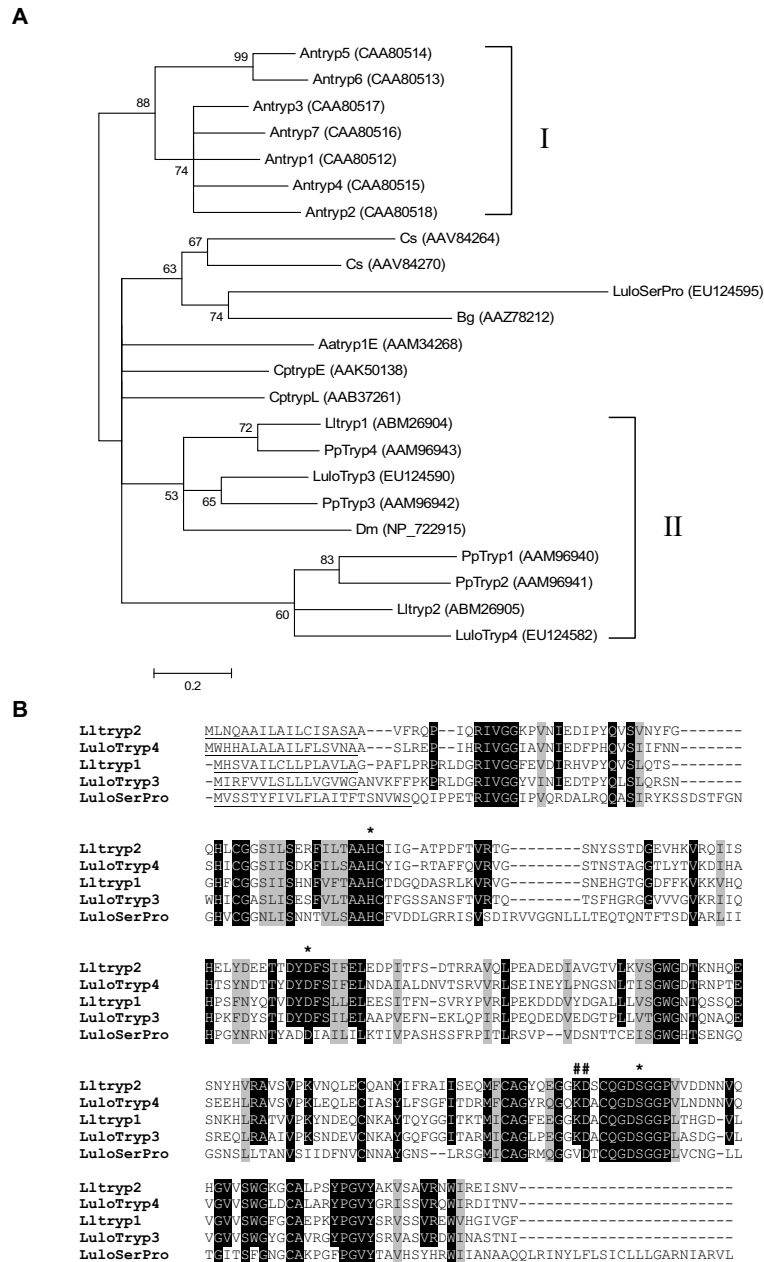 A
Antryp5 (CAA80514)
99
Antryp6 (CAA80513)
88
Antryp3 (CAA80517)
Antryp7 (CAA80516)
I
Antryp1 (CAA80512)
74
Antryp4 (CAA80515)
Antryp2 (CAA80518)
67
Cs (AAV84264)
63
Cs (AAV84270)
LuloSerPro (EU124595)
74
Bg (AAZ78212)
Aatryp1E (AAM34268)
CptrypE (AAK50138)
CptrypL (AAB37261)
72
Lltryp1 (ABM26904)
PpTryp4 (AAM96943)
LuloTryp3 (EU124590)
53
65
PpTryp3 (AAM96942)
Dm (NP_722915)
II
83
PpTryp1 (AAM96940)
PpTryp2 (AAM96941)
60
Lltryp2 (ABM26905)
LuloTryp4 (EU124582)
0.2
B
Lltryp2 MLNQAAILAILCISASAA---VFRQP--IQRIVGGKPVNIEDIPYQVSVNYFG-------
LuloTryp4 MWHHALALAILFLSVNAA---SLREP--IHRIVGGIAVNIEDFPHQVSIIFNN-------
Lltryp1 -MHSVAILCLLPLAVLAG-PAFLPRPRLDGRIVGGFEVDIRHVPYQVSLQTS--------
LuloTryp3 -MIRFVVLSLLLVGVWGANVKFFPKPRLDGRIVGGYVINIEDTPYQLSLQRSN-------
LuloSerPro -MVSSTYFIVLFLAITFTSNVWSQQIPPETRIVGGIPVQRDALRQQASIRYKSSDSTFGN
*
Lltryp2 QHLCGGSILSERFILTAAHCIIG-ATPDFTVRTG--------SNYSSTDGEVHKVRQIIS
LuloTryp4 SHICGGSIISDKFILSAAHCIYG-RTAFFQVRVG--------STNSTAGGTLYTVKDIHA
Lltryp1 GHFCGGSIISHNFVFTAAHCTDGQDASRLKVRVG--------SNEHGTGGDFFKVKKVHQ
LuloTryp3 WHICGASLISESFVLTAAHCTFGSSANSFTVRTQ--------TSFHGRGGVVVGVKRIIQ
LuloSerPro GHVCGGNLISNNTVLSAAHCFVDDLGRRISVSDIRVVGGNLLLTEQTQNTFTSDVARLII
*
Lltryp2 HELYDEETTDYDFSIFELEDPITFS-DTRRAVQLPEADEDIAVGTVLKVSGWGDTKNHQE
LuloTryp4 HTSYNDTTYDYDFSIIELNDAIALDNVTSRVVRLSEINEYLPNGSNLTISGWGDTRNPTE
Lltryp1 HPSFNYQTVDYDFSLLELEESITFN-NSVRYPVRLPEKDDDVYDGALLLVSGWGNTQSSQE
LuloTryp3 HPKFDYSTIDYDFSILELAAPVEFN-EKLQPIRLPEQDEDVEDGTPLLVTGWGNTQNAQE
LuloSerPro HPGYNRNTYADDIAILILKTIVPASHSSFRPITLRSVP--VDSNTTCEISGWGHTSENGQ
##
*
Lltryp2 SNYHVRAVSVPKVNQLECQANYIFRAIISEQMFCAGYQEGGKDSCQGDSGGPVVDDNNVQ
LuloTryp4 SEEHLRAVSVPKLEQLECIASYLFSGFITDRMFCAGYRQGGKDACQGDSGGPLVLNDNNVQ
Lltryp1 SNKHLRATVVPKYNDEQCNKAYTQYGGITKTMICAGFEEGGKDACQGDSGGPLTHGD-VL
LuloTryp3 SREQLRAAIVPKSNDEVCNKAYGQFGGITARMICAGLPEGGKDACQGDSGGPLASDG-VL
LuloSerPro GSNSLLTANVSIIDFNVCNNAYGNS--LRSGMICAGRMQGGVDTCQGDSGGPLVCNG-LL
Lltryp2 HGVVSWGKGCALPSYPGVYAKVSAVRNWIREISNV-------------------------
LuloTryp4 VGVVSWGLDCALARYPGVYGRISSVRQWIRDITNV-------------------------
Lltryp1 VGVVSWGFGCAEPKYPGVYSRVSSVREWVHGIVGF-------------------------
LuloTryp3 VGVVSWGYGCAVPRYPGVYTAVSASRDWINASTNI-------------------------
LuloSerPro TGITSFGNGCAKPGFPGVYTAVHSYHRWIIANAAQQLRINYLFLSICLLLGARNIARVL